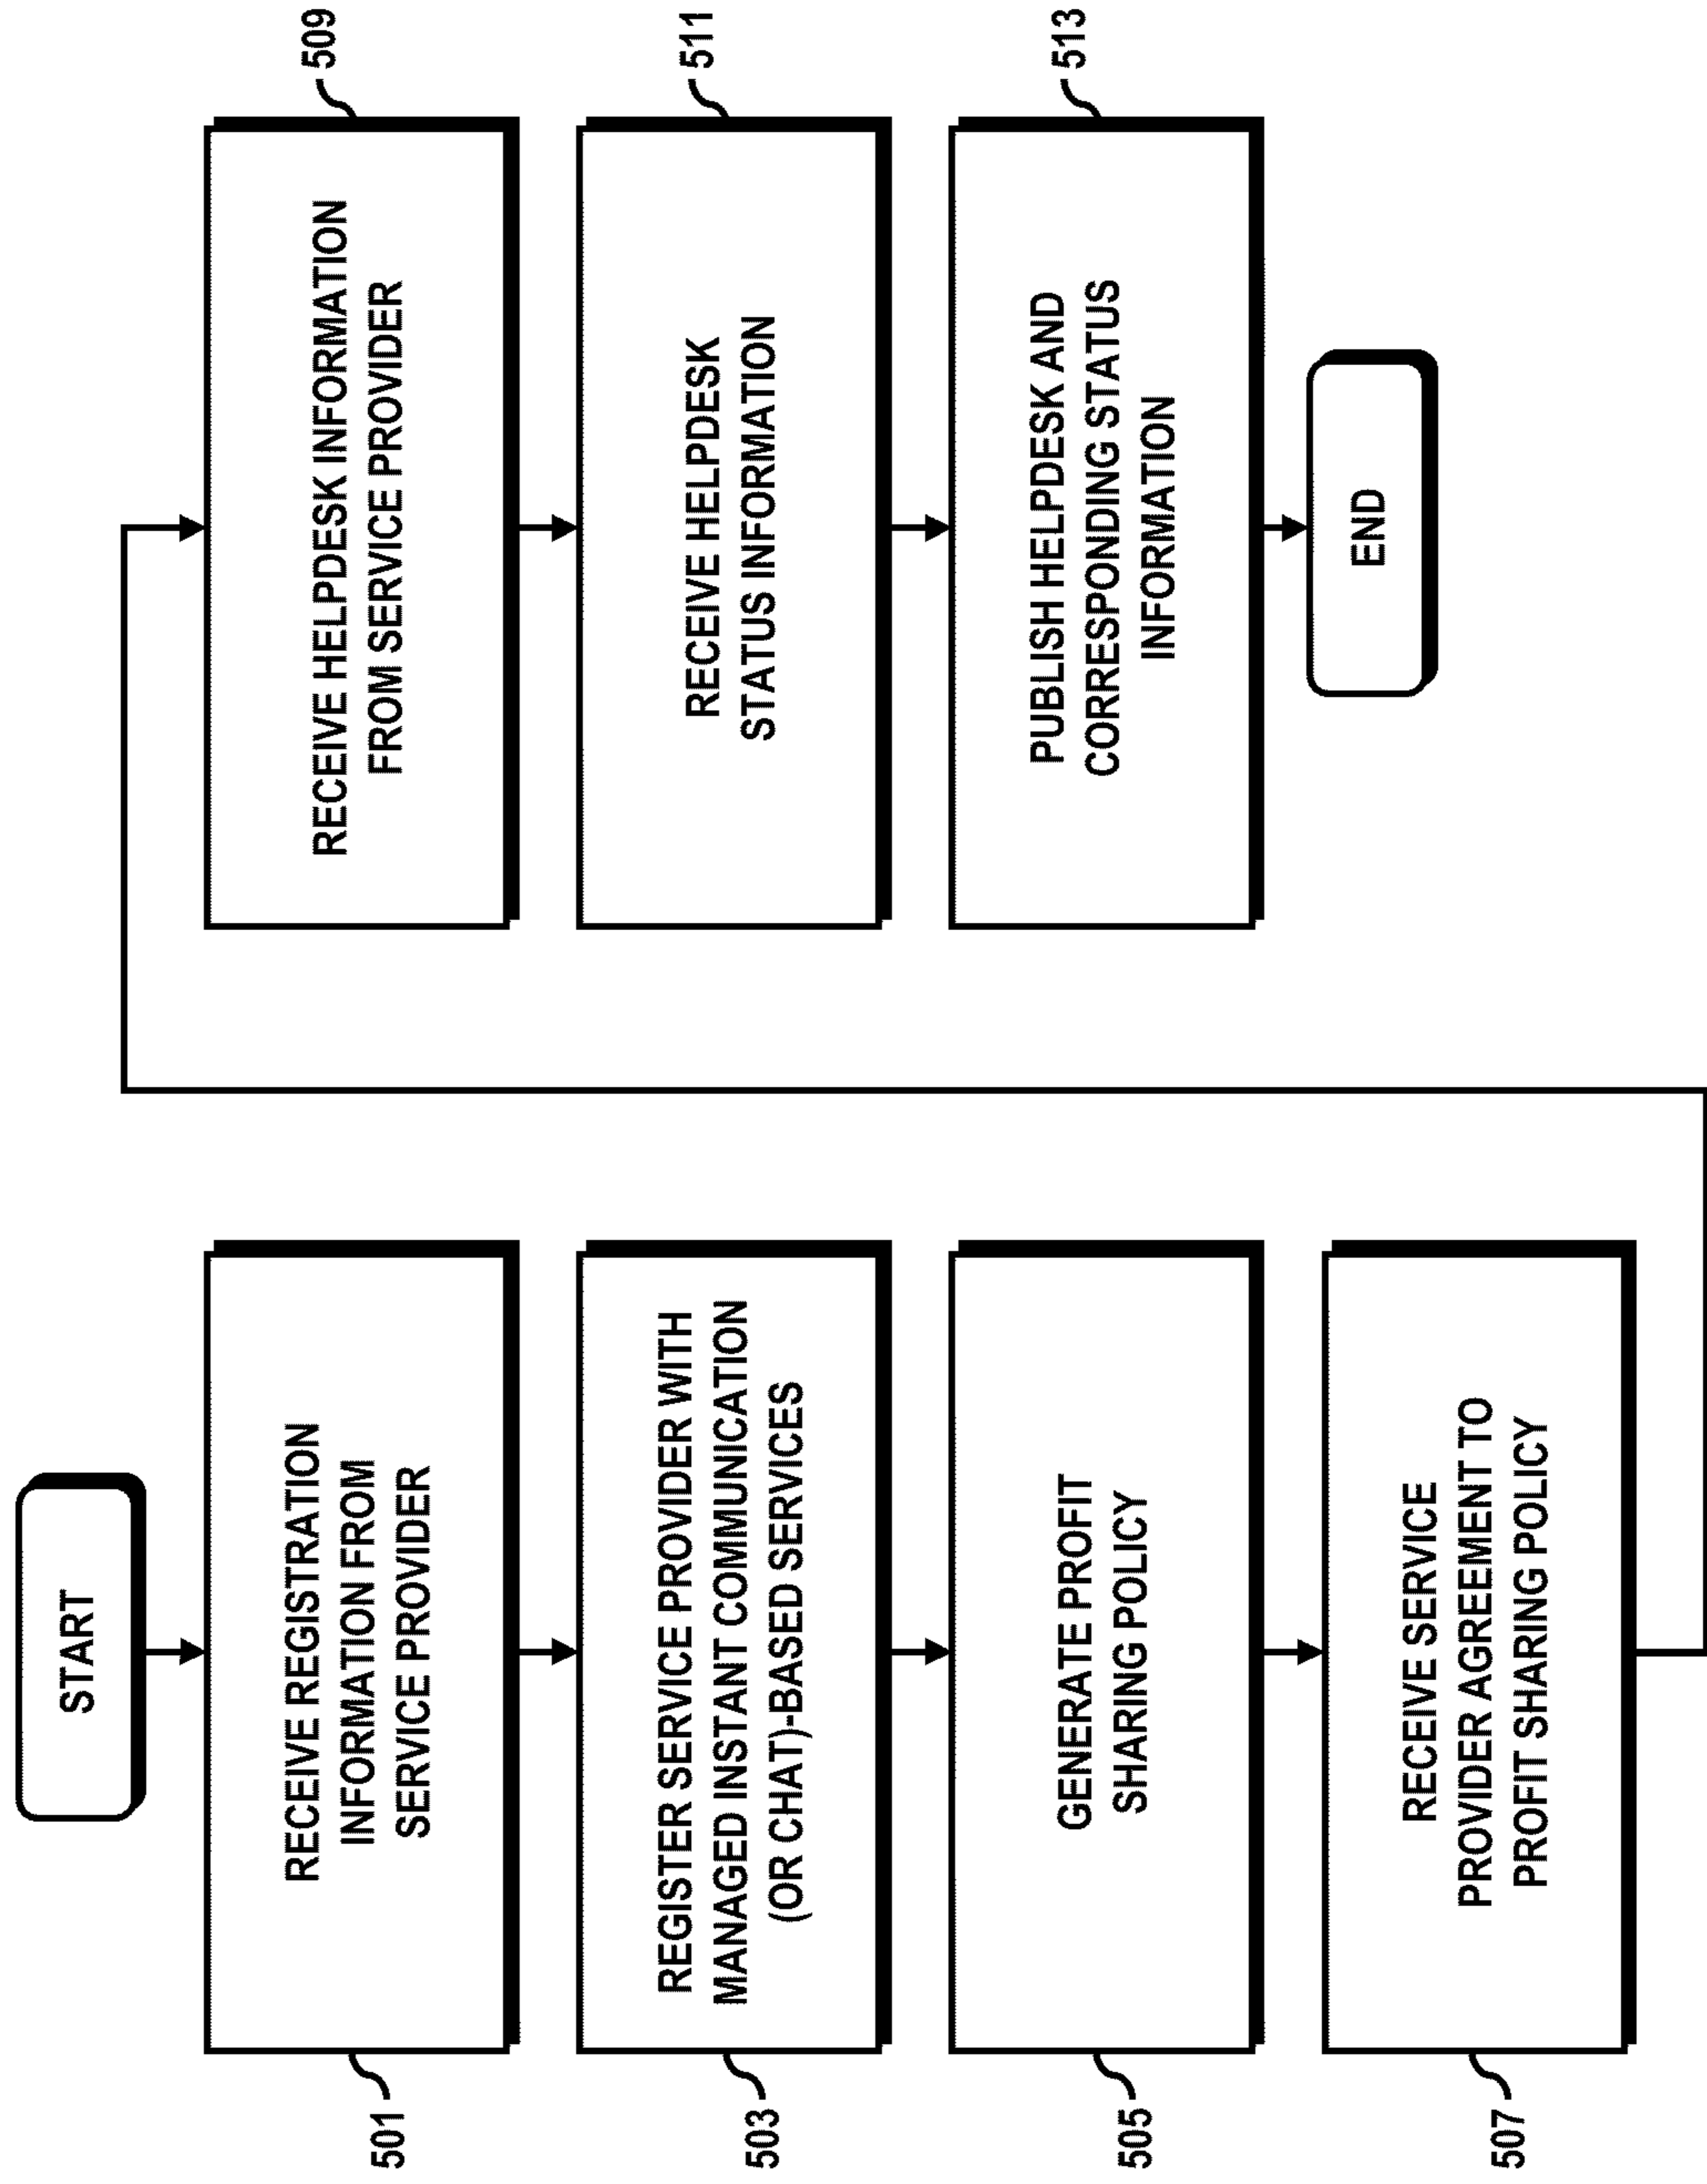 START
RECEIVE REGISTRATION
INFORMATION FROM
SERVICE PROVIDER
501
REGISTER SERVICE PROVIDER WITH
MANAGED INSTANT COMMUNICATION
(OR CHAT)-BASED SERVICES
503
GENERATE PROFIT
SHARING POLICY
505
RECEIVE SERVICE
PROVIDER AGREEMENT TO
PROFIT SHARING POLICY
507
RECEIVE HELPDESK INFORMATION
FROM SERVICE PROVIDER
509
RECEIVE HELPDESK
STATUS INFORMATION
511
PUBLISH HELPDESK AND
CORRESPONDING STATUS
INFORMATION
513
END